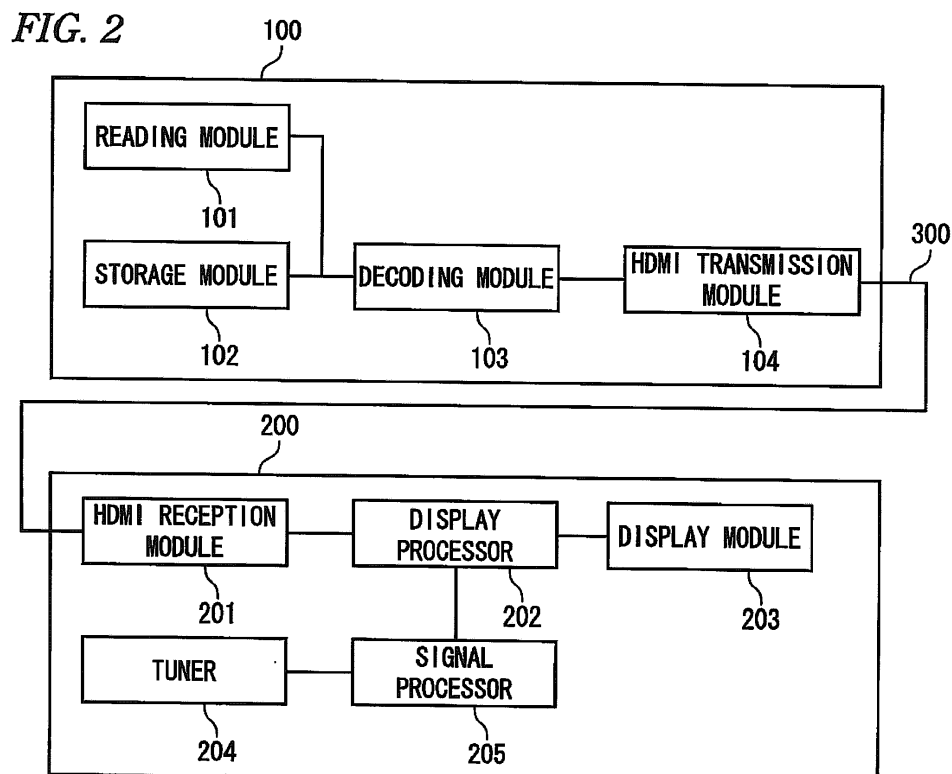 FIG. 2
100
READING MODULE
101
STORAGE MODULE
102
DECODING MODULE
103
HDMI TRANSMISSION
MODULE
104
300
200
HDMI RECEPTION
MODULE
201
DISPLAY
PROCESSOR
202
DISPLAY MODULE
203
TUNER
204
SIGNAL
PROCESSOR
205